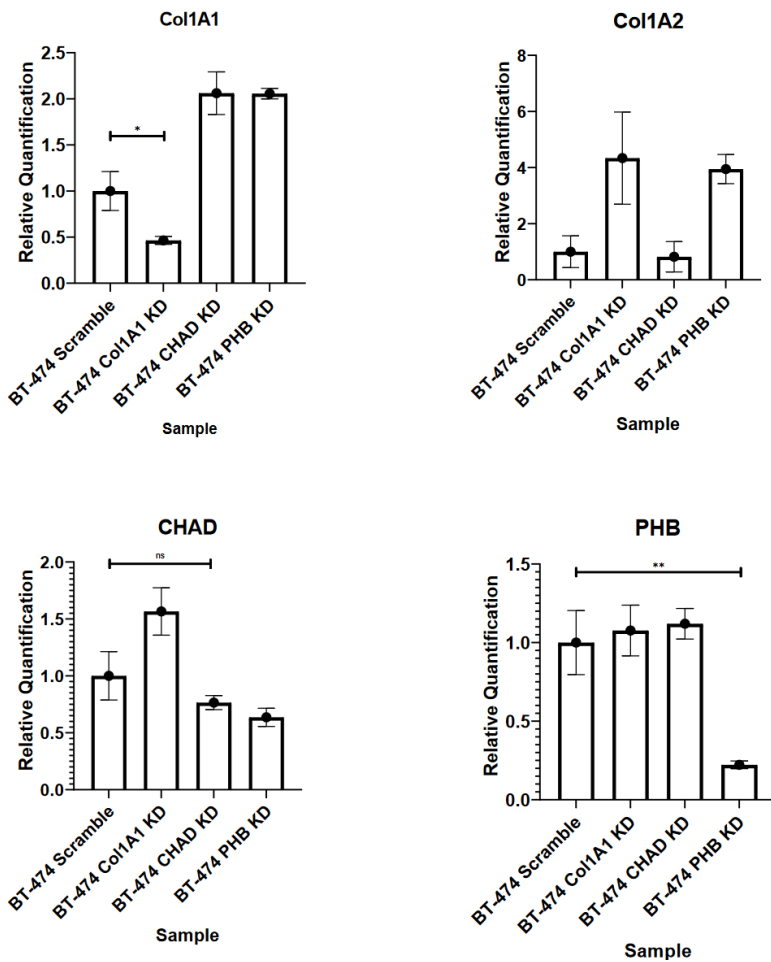 Col1A1
Relative Quantification
2.5
2.0
1.5
1.0
0.5
0.0
*
BT-474 Scramble
BT-474 Col1A1 KD
BT-474 CHAD KD
BT-474 PHB KD
Sample
Col1A2
Relative Quantification
8
6
4
2
0
BT-474 Scramble
BT-474 Col1A1 KD
BT-474 CHAD KD
BT-474 PHB KD
Sample
CHAD
Relative Quantification
2.0
1.5
1.0
0.5
0.0
ns
BT-474 Scramble
BT-474 Col1A1 KD
BT-474 CHAD KD
BT-474 PHB KD
Sample
PHB
Relative Quantification
1.5
1.0
0.5
0.0
**
BT-474 Scramble
BT-474 Col1A1 KD
BT-474 CHAD KD
BT-474 PHB KD
Sample